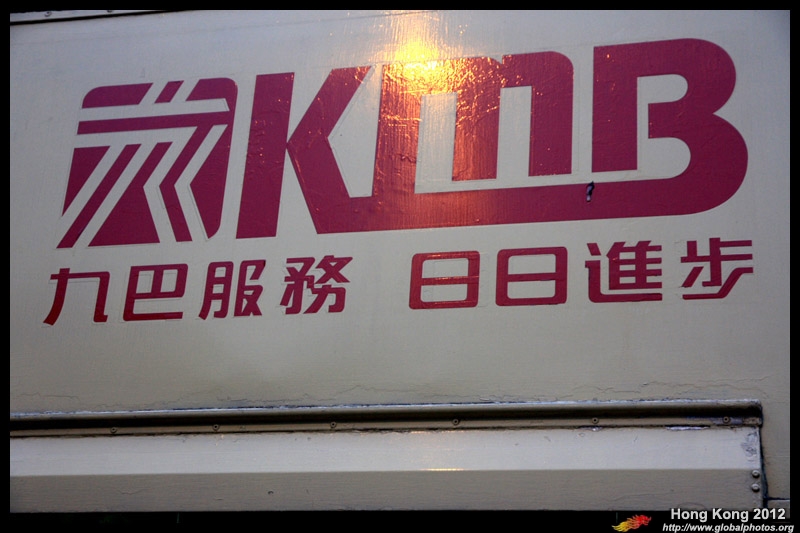 KMB
九巴服務 日日進步
Hong Kong 2012
http://www.globalphotos.org